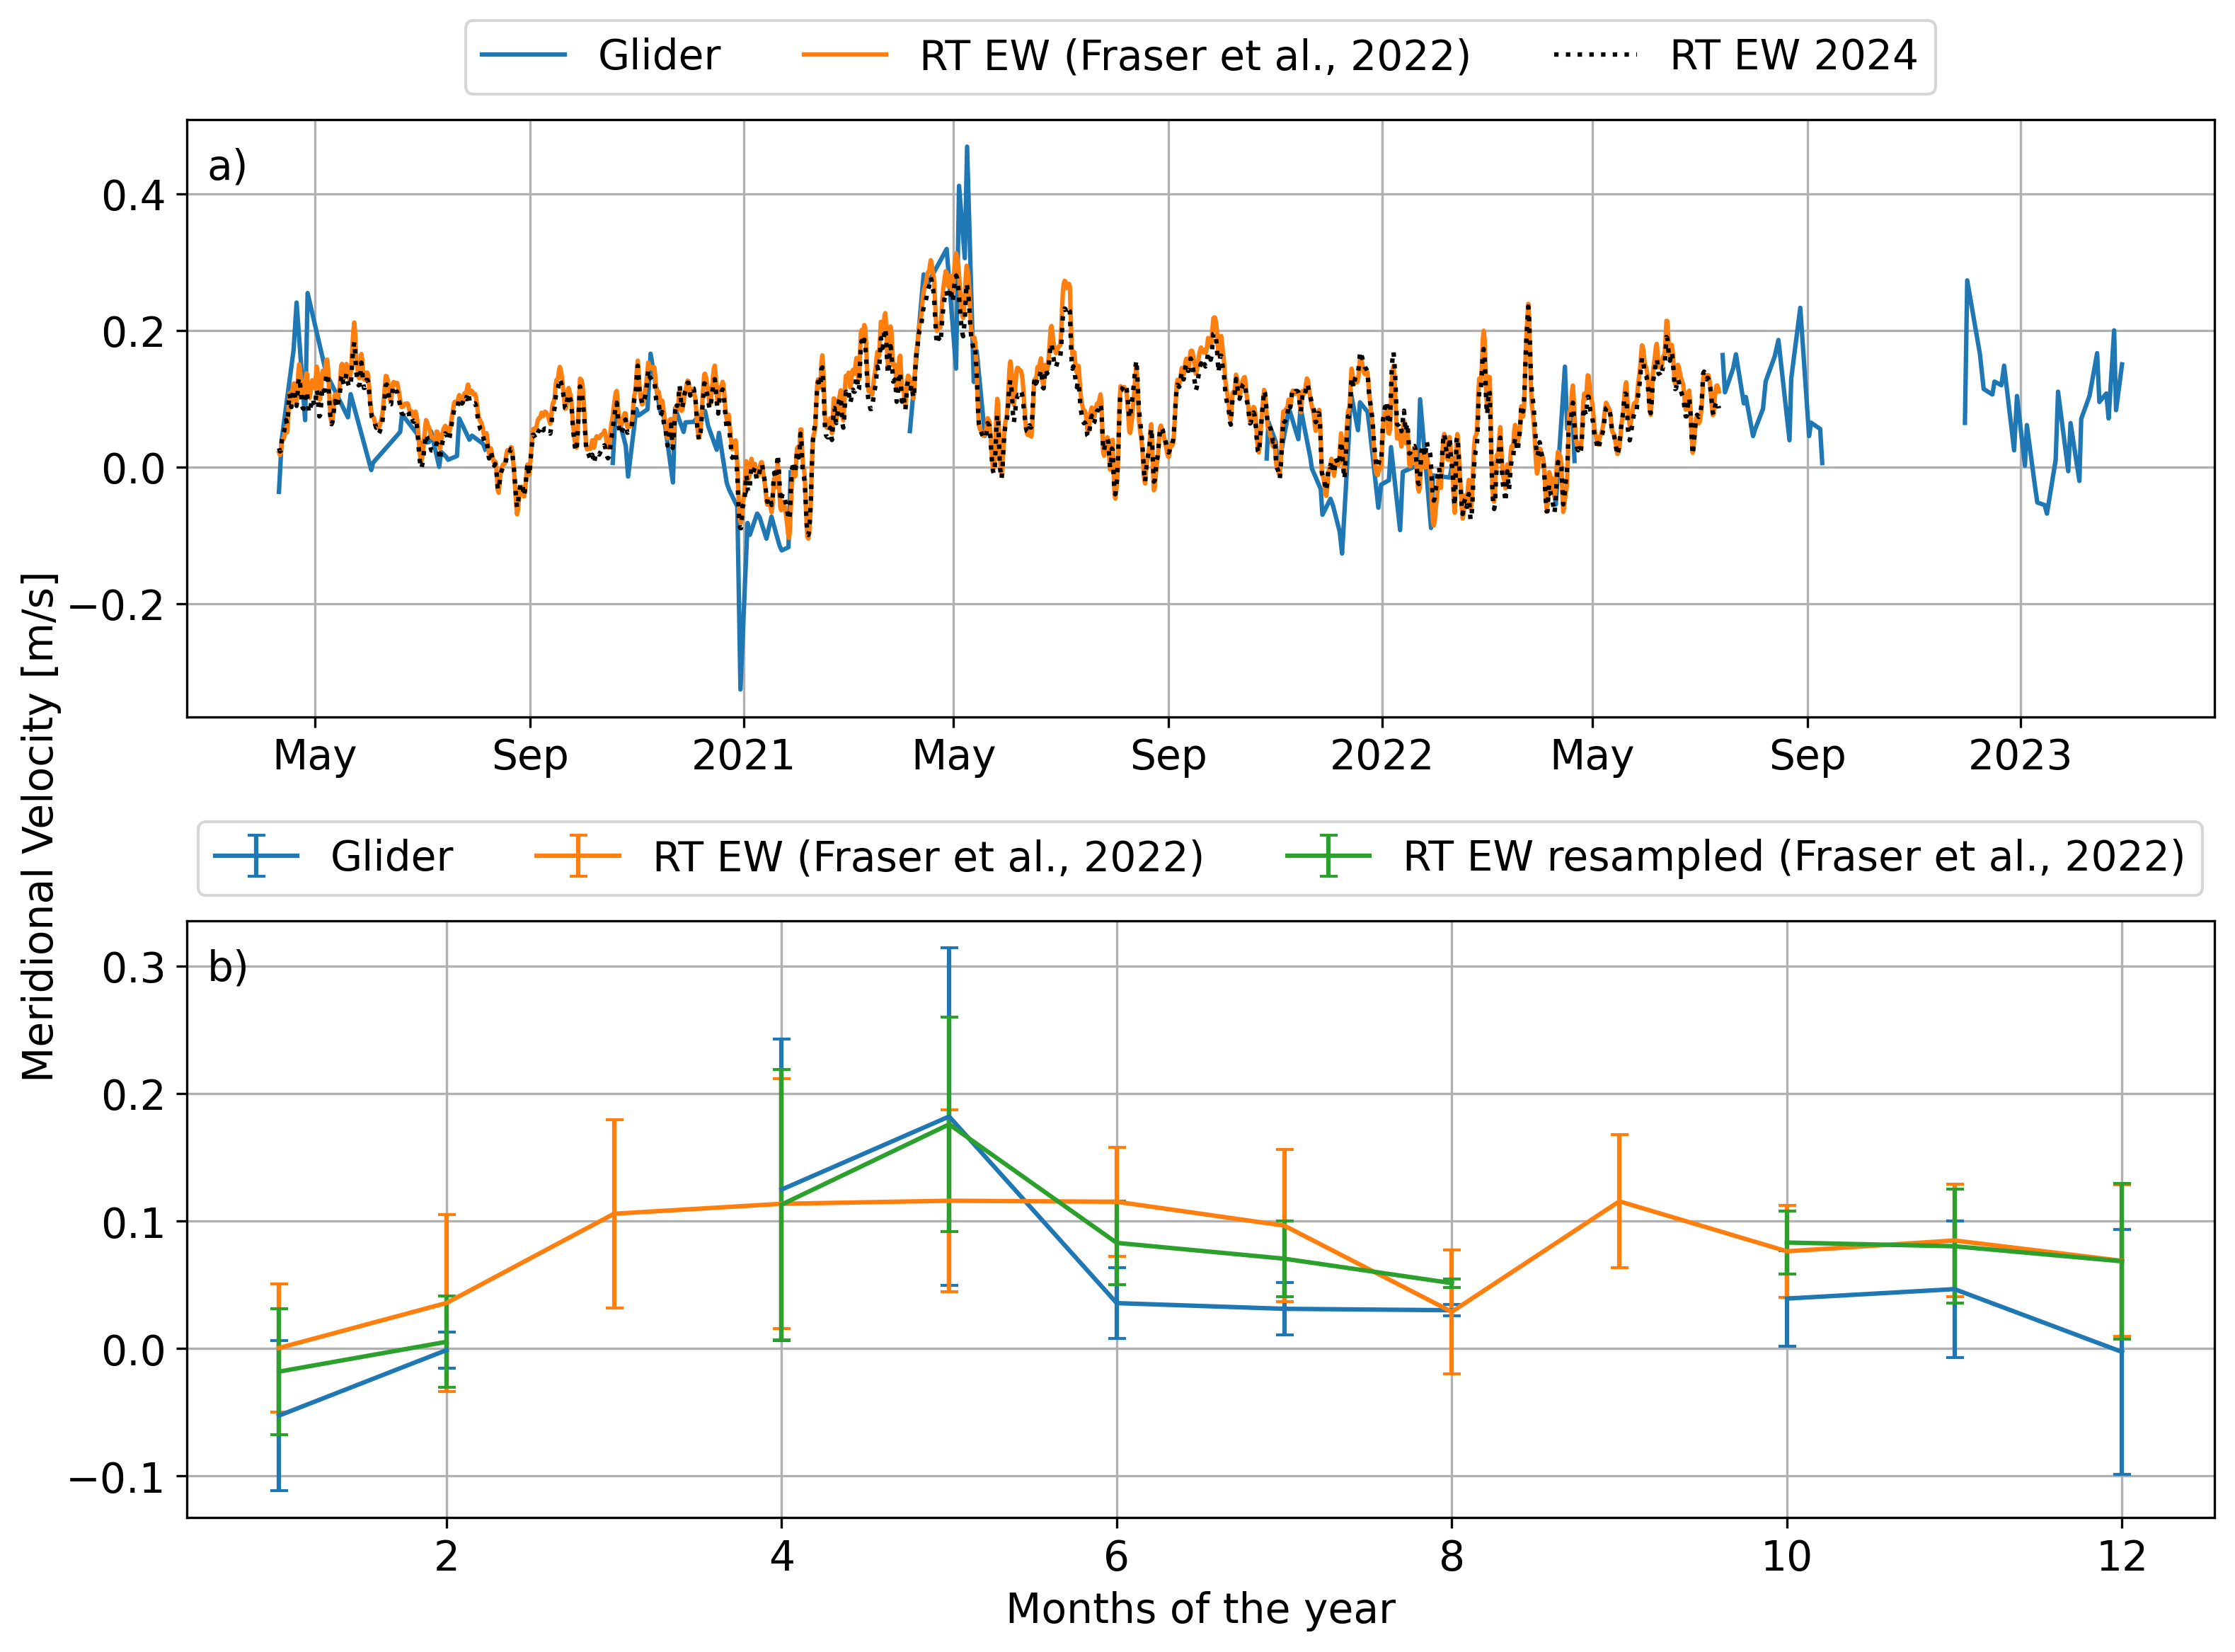 Glider RT EW (Fraser et al., 2022) RT EW 2024
a)
0.4
0.2
0.0
−0.2
May Sep 2021 May Sep 2022 May Sep 2023
Meridional Velocity [m/s]
Glider RT EW (Fraser et al., 2022) RT EW resampled (Fraser et al., 2022)
b)
0.3
0.2
0.1
0.0
−0.1
2 4 6 8 10 12
Months of the year